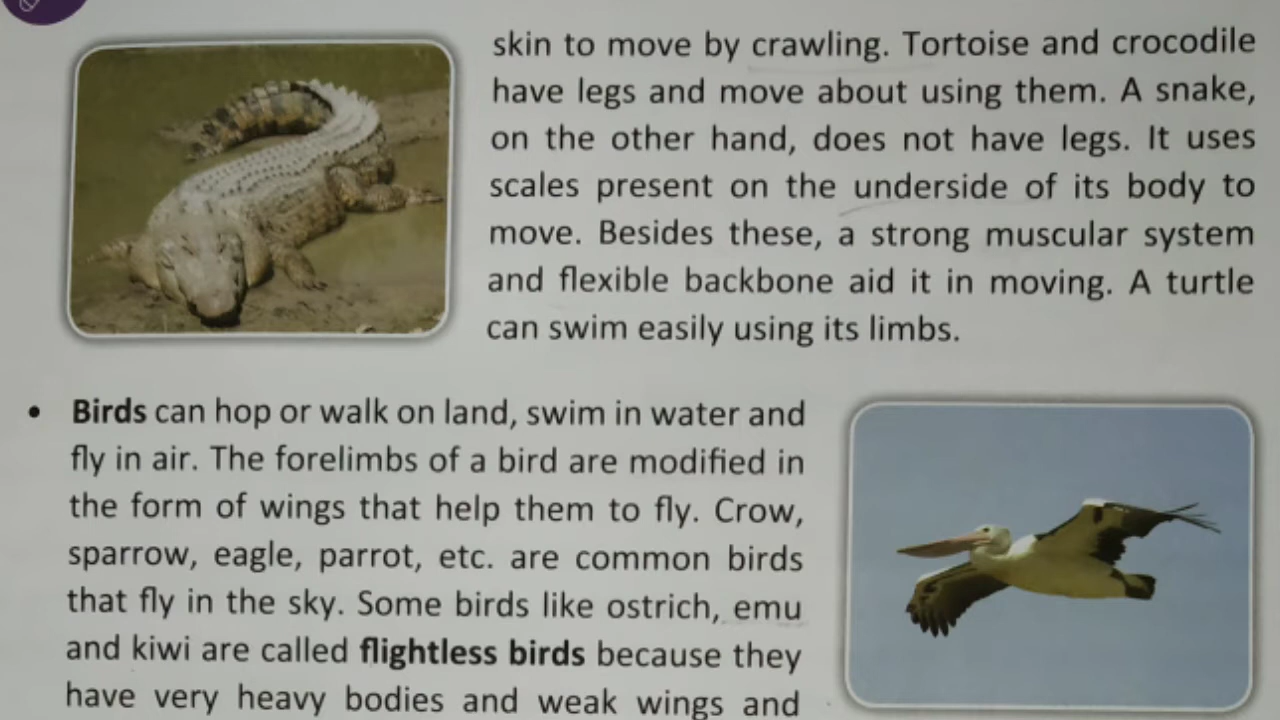 skin to move by crawling. Tortoise and crocodile
have legs and move about using them. A snake,
on the other hand, does not have legs. It uses
scales present on the underside of its body to
move. Besides these, a strong muscular system
and flexible backbone aid it in moving. A turtle
can swim easily using its limbs.
• Birds can hop or walk on land, swim in water and
fly in air. The forelimbs of a bird are modified in
the form of wings that help them to fly. Crow,
sparrow, eagle, parrot, etc. are common birds
that fly in the sky. Some birds like ostrich, emu
and kiwi are called flightless birds because they
have very heavy bodies and weak wings and